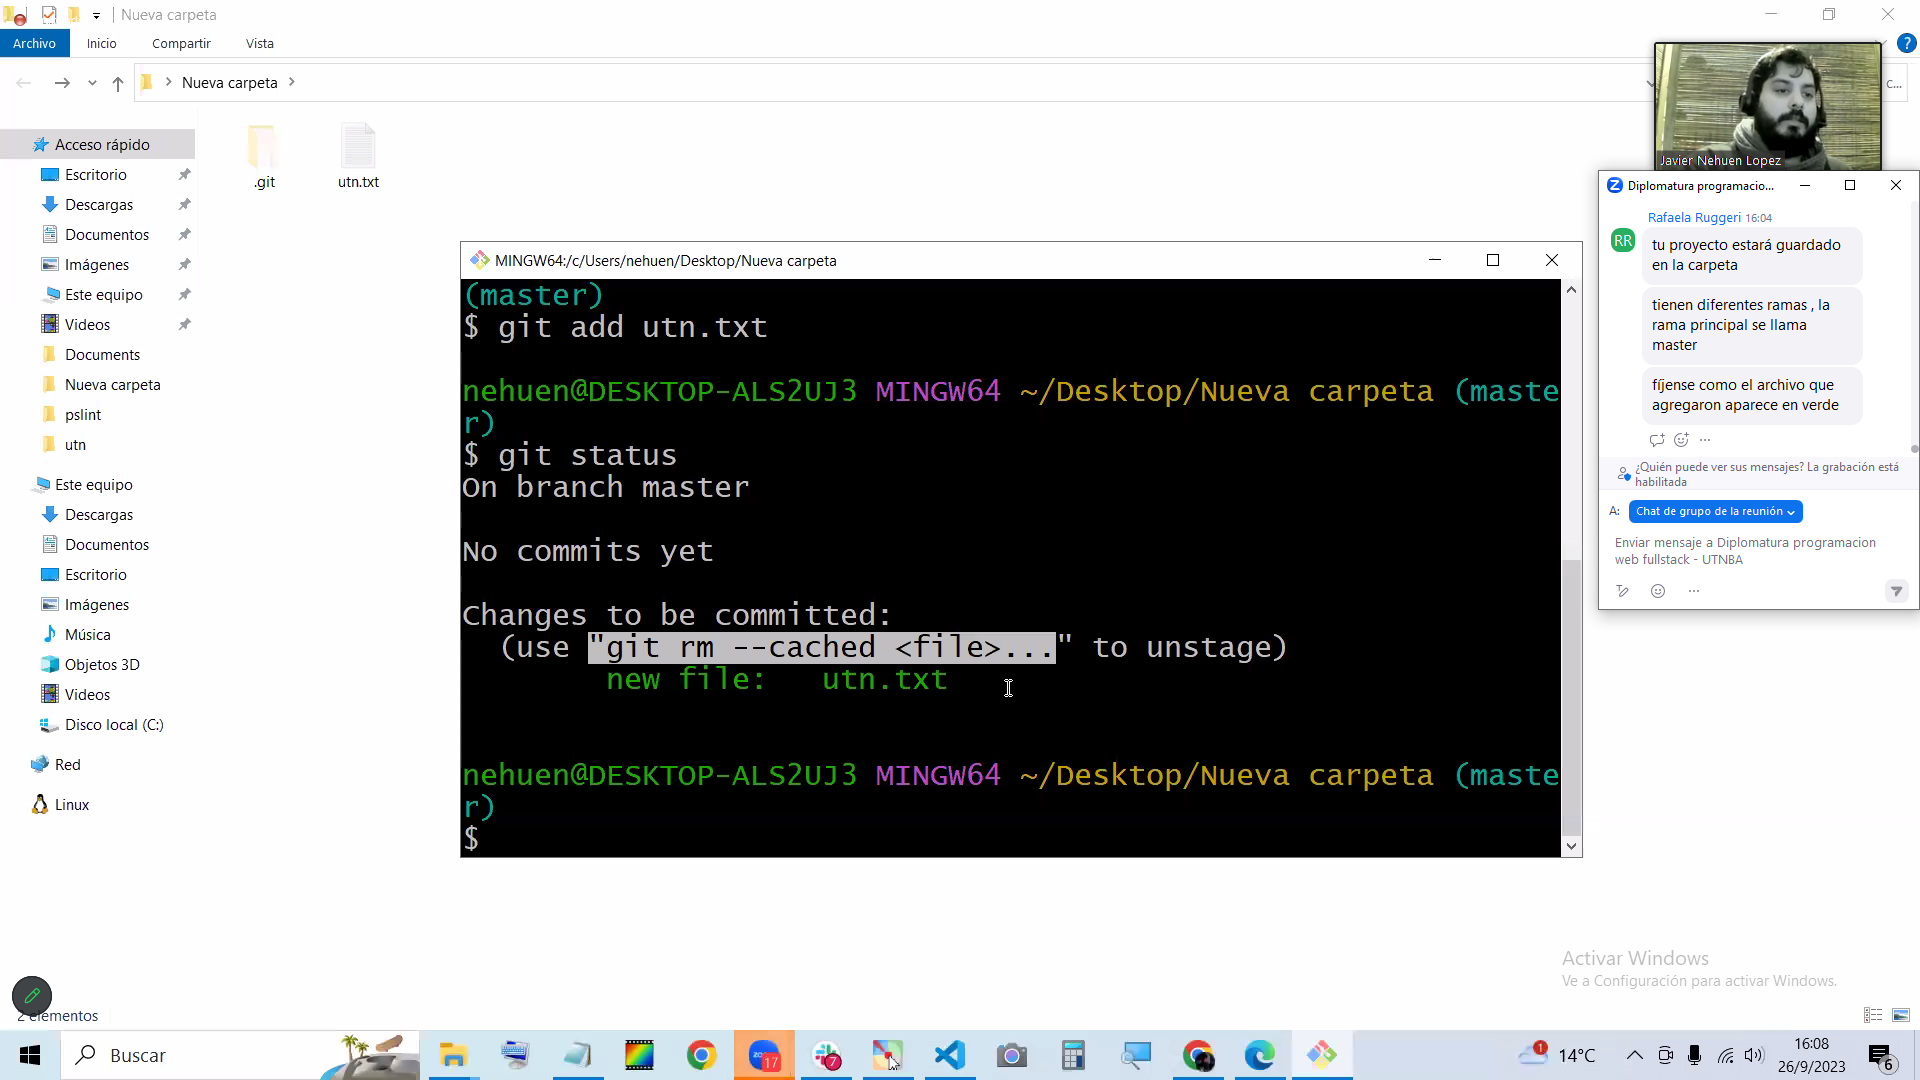 Nueva carpeta
Archivo
Inicio
Compartir
Vista
?
Nueva carpeta
C...
Acceso rápido
Escritorio
Descargas
Documentos
Imágenes
Este equipo
Videos
Documents
Nueva carpeta
pslint
utn
Este equipo
Descargas
Documentos
Escritorio
Imágenes
Música
Objetos 3D
Videos
Disco local (C:)
Red
Linux
2 elementos
.git
utn.txt
MINGW64:/c/Users/nehuen/Desktop/Nueva carpeta
(master)
$ git add utn.txt
nehuen@DESKTOP-ALS2UJ3 MINGW64 ~/Desktop/Nueva carpeta (maste
r)
$ git status
On branch master
No commits yet
Changes to be committed:
(use "git rm --cached <file>..." to unstage)
new file:   utn.txt
nehuen@DESKTOP-ALS2UJ3 MINGW64 ~/Desktop/Nueva carpeta (maste
r)
$
Javier Nehuen Lopez
Diplomatura programacio...
Rafaela Ruggeri 16:04
RR
tu proyecto estará guardado
en la carpeta
tienen diferentes ramas , la
rama principal se llama
master
fíjense como el archivo que
agregaron aparece en verde
¿Quién puede ver sus mensajes? La grabación está
habilitada
A: Chat de grupo de la reunión
Enviar mensaje a Diplomatura programacion
web fullstack - UTNBA
Activar Windows
Ve a Configuración para activar Windows.
Buscar
17
7
1
14°C
16:08
26/9/2023
6